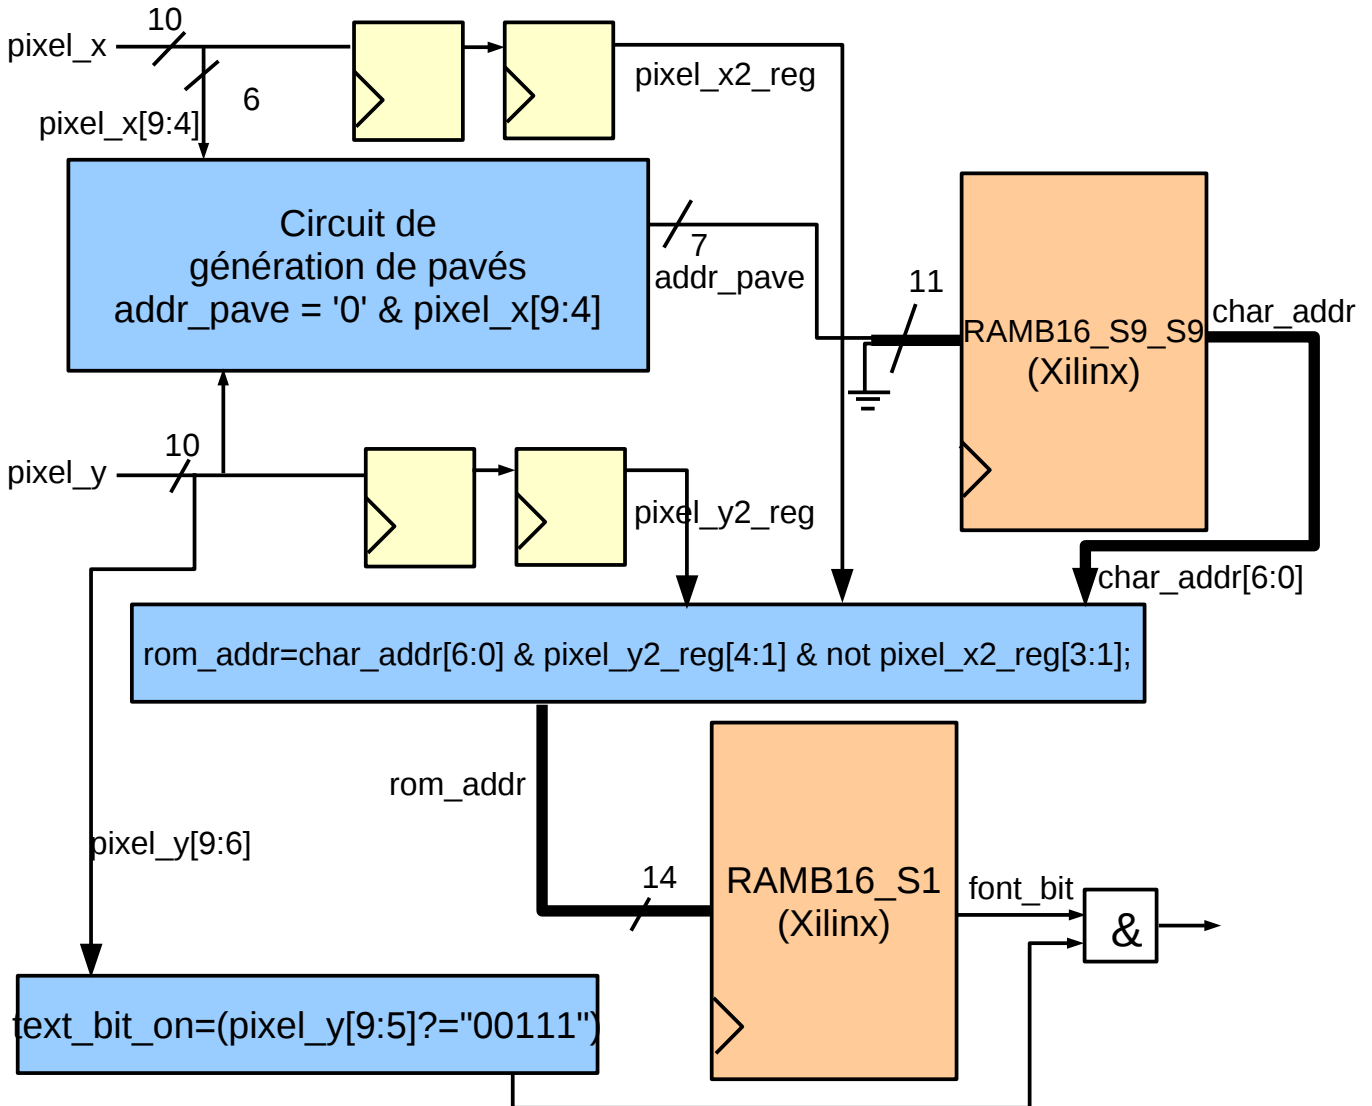 10
pixel_x
6
pixel_x[9:4]
pixel_x2_reg
Circuit de
génération de pavés
addr_pave = '0' & pixel_x[9:4]
7
addr_pave
11
RAMB16_S9_S9
(Xilinx)
char_addr
10
pixel_y
pixel_y2_reg
char_addr[6:0]
rom_addr=char_addr[6:0] & pixel_y2_reg[4:1] & not pixel_x2_reg[3:1];
rom_addr
pixel_y[9:6]
14
RAMB16_S1
(Xilinx)
font_bit
&
text_bit_on=(pixel_y[9:5]?="00111")